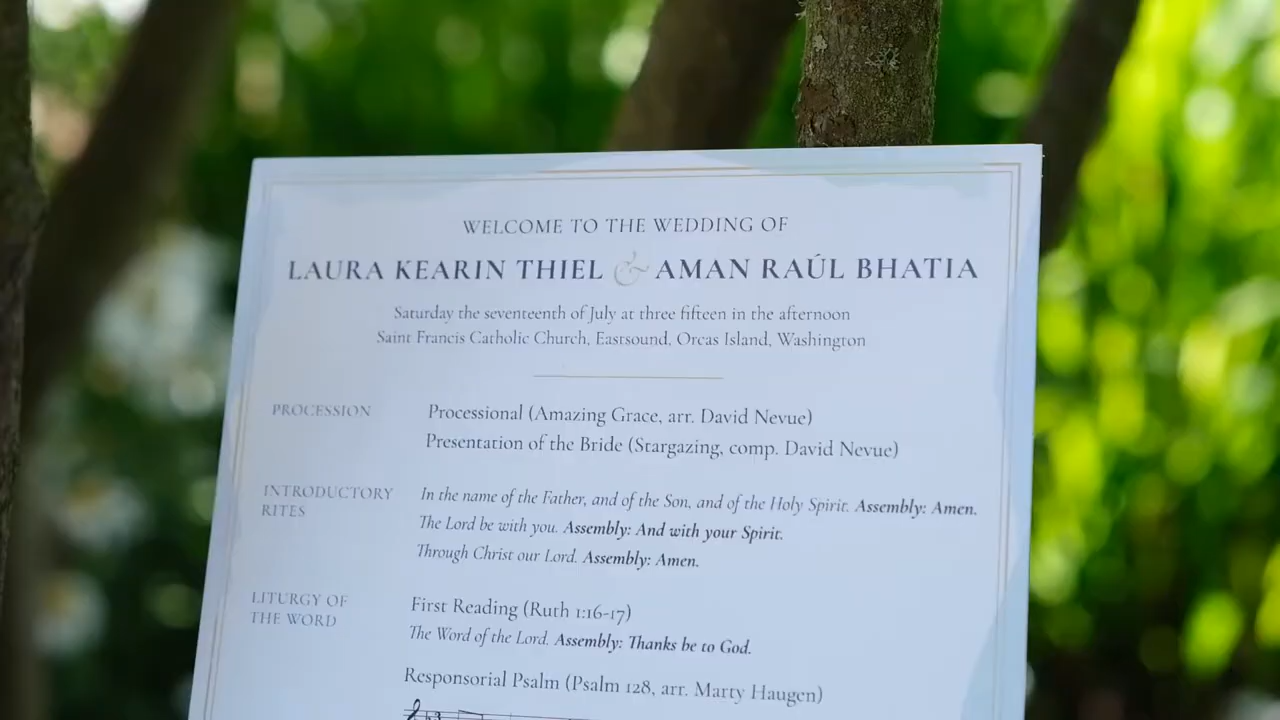 WELCOME TO THE WEDDING OF
LAURA KEARIN THIEL & AMAN RAÚL BHATIA
Saturday the seventeenth of July at three fifteen in the afternoon
Saint Francis Catholic Church, Eastsound, Orcas Island, Washington
PROCESSION
Processional (Amazing Grace, arr. David Nevue)
Presentation of the Bride (Stargazing, comp. David Nevue)
INTRODUCTORY
RITES
In the name of the Father, and of the Son, and of the Holy Spirit. Assembly: Amen.
The Lord be with you. Assembly: And with your Spirit.
Through Christ our Lord. Assembly: Amen.
LITURGY OF
THE WORD
First Reading (Ruth 1:16-17)
The Word of the Lord. Assembly: Thanks be to God.
Responsorial Psalm (Psalm 128, arr. Marty Haugen)